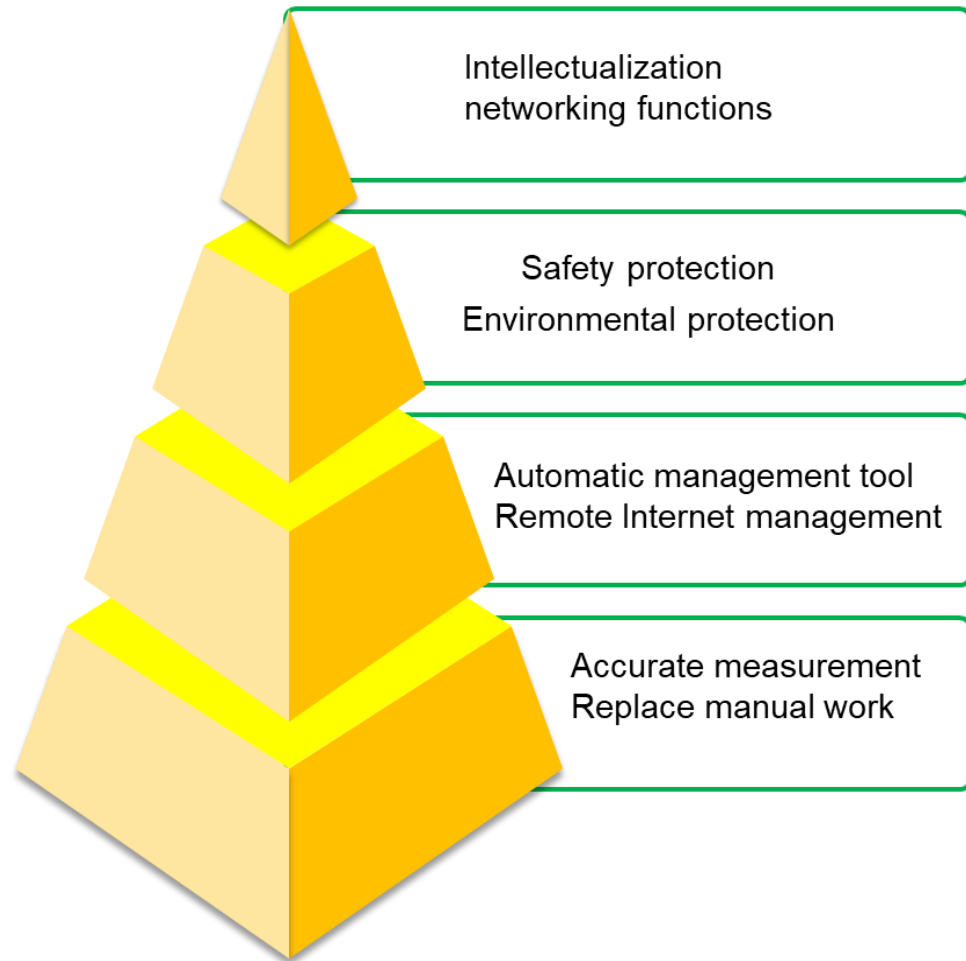 Intellectualization
networking functions
Safety protection
Environmental protection
Automatic management tool
Remote Internet management
Accurate measurement
Replace manual work